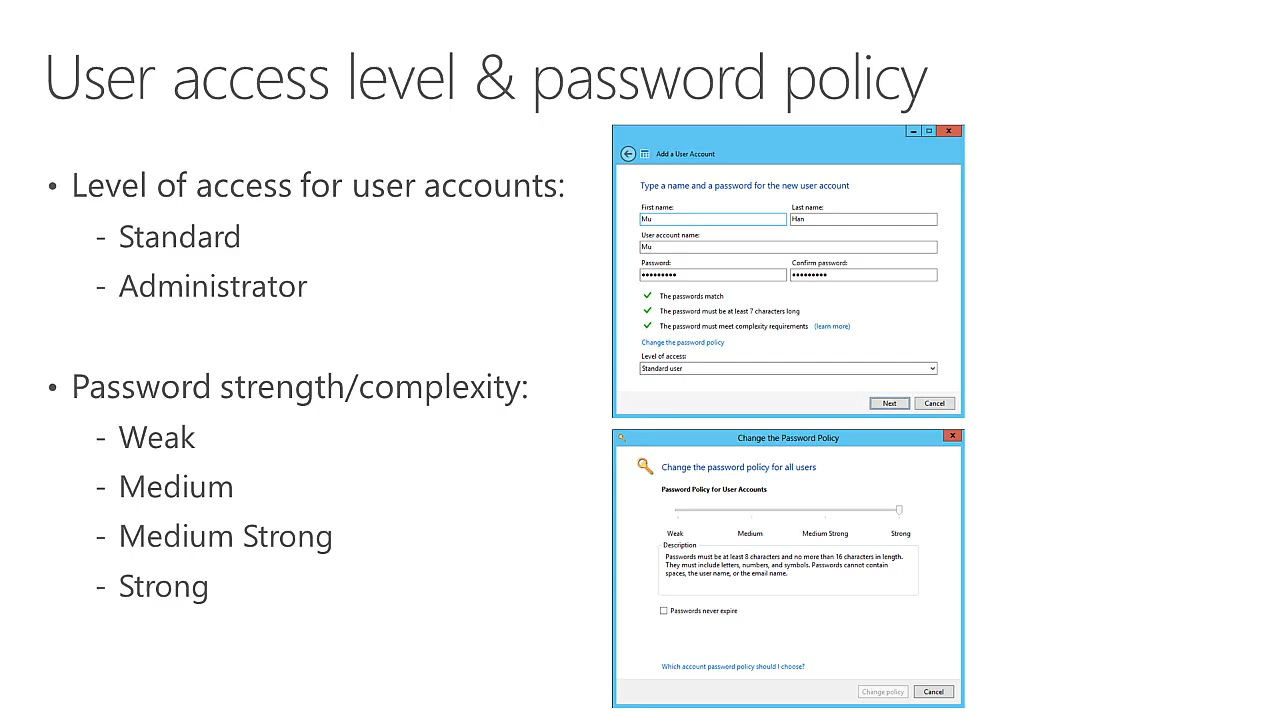 User access level & password policy
• Level of access for user accounts:
- Standard
- Administrator
• Password strength/complexity:
- Weak
- Medium
- Medium Strong
- Strong
Add a User Account
Type a name and a password for the new user account
First name: Last name:
Mu Han
User account name:
Mu
Password: Confirm password:
••••••••• •••••••••
The passwords match
The password must be at least 7 characters long
The password must meet complexity requirements (learn more)
Change the password policy
Level of access:
Standard user
Next Cancel
Change the Password Policy
Change the password policy for all users
Password Policy for User Accounts
Weak Medium Medium Strong Strong
Description
Passwords must be at least 8 characters and no more than 16 characters in length.
They must include letters, numbers, and symbols. Passwords cannot contain
spaces, the user name, or the email name.
Passwords never expire
Which account password policy should I choose?
Change policy Cancel